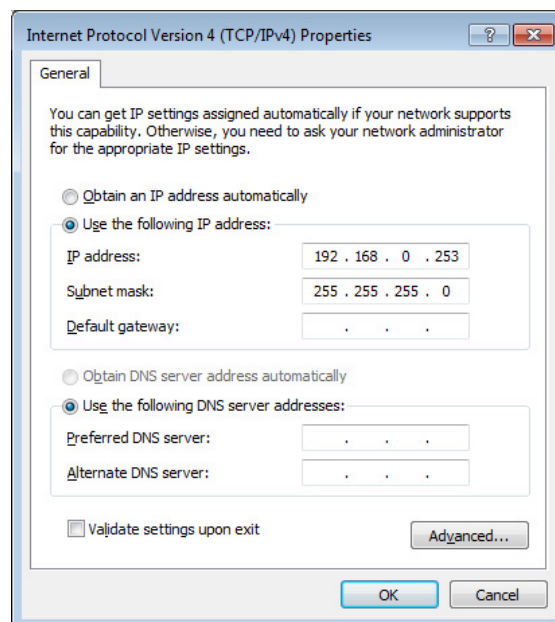 Internet Protocol Version 4 (TCP/IPv4) Properties
General
You can get IP settings assigned automatically if your network supports
this capability. Otherwise, you need to ask your network administrator
for the appropriate IP settings.
Obtain an IP address automatically
Use the following IP address:
IP address: 192 . 168 . 0 . 253
Subnet mask: 255 . 255 . 255 . 0
Default gateway: . . .
Obtain DNS server address automatically
Use the following DNS server addresses:
Preferred DNS server: . . .
Alternate DNS server: . . .
Validate settings upon exit
Advanced...
OK Cancel